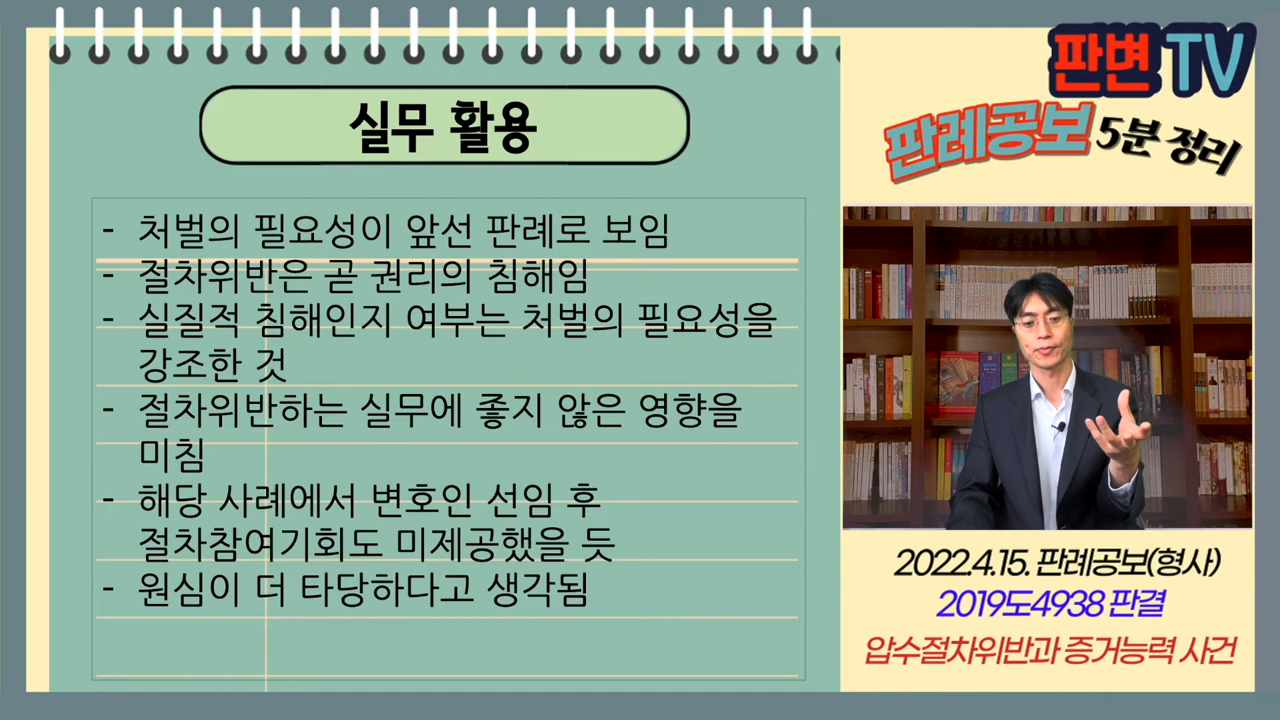 실무 활용
- 처벌의 필요성이 앞선 판례로 보임
- 절차위반은 곧 권리의 침해임
- 실질적 침해인지 여부는 처벌의 필요성을
강조한 것
- 절차위반하는 실무에 좋지 않은 영향을
미침
- 해당 사례에서 변호인 선임 후
절차참여기회도 미제공했을 듯
- 원심이 더 타당하다고 생각됨
판변 TV
판례공보 5분 정리
2022.4.15. 판례공보(형사)
2019도4938 판결
압수절차위반과 증거능력 사건